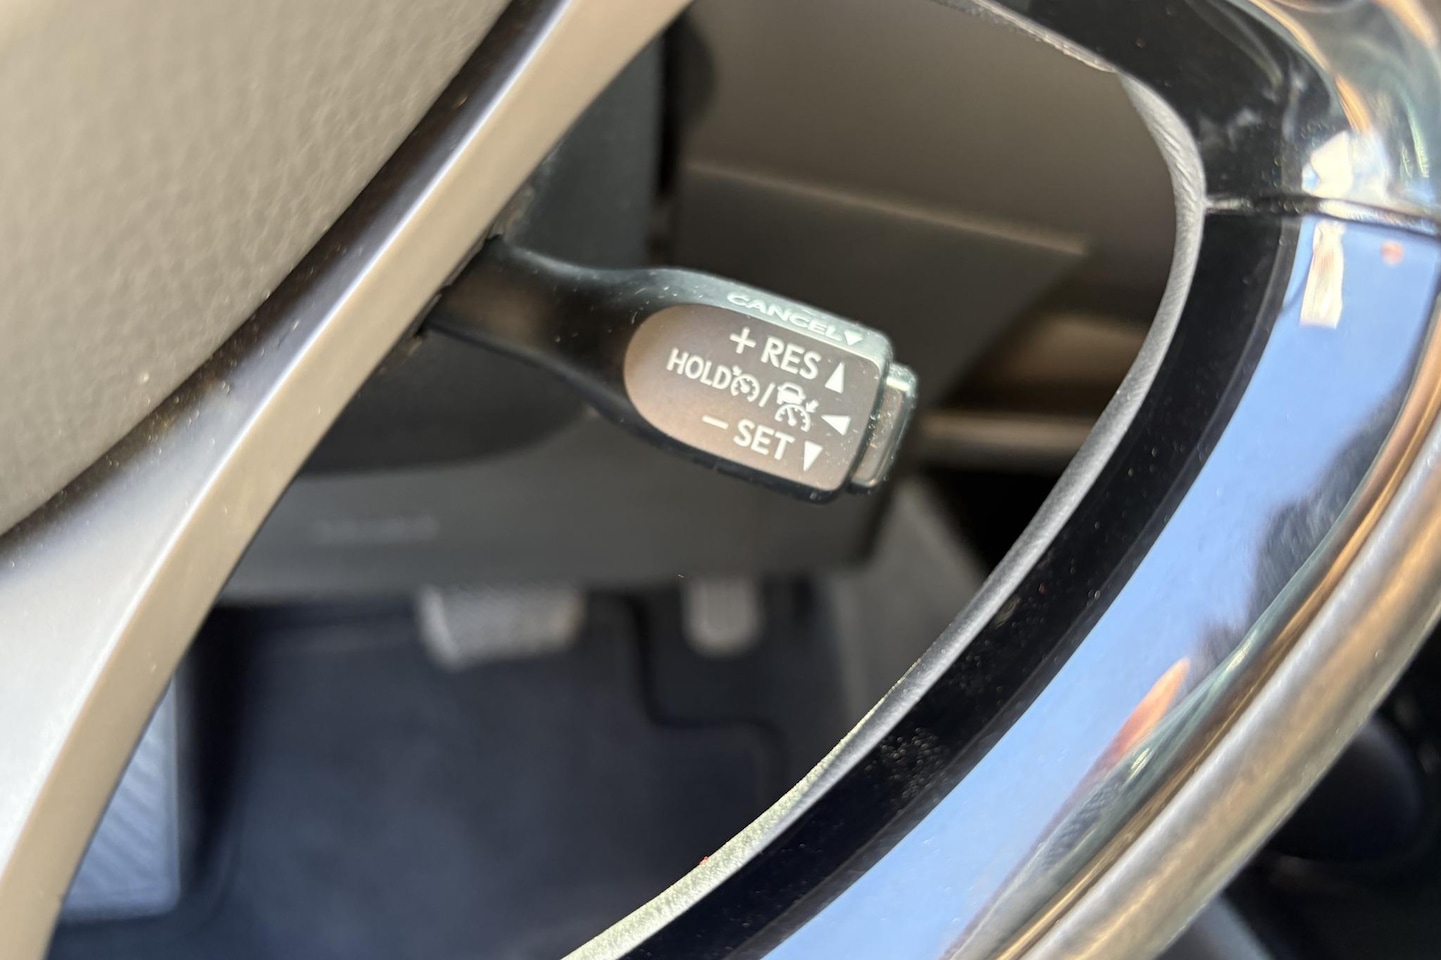 CANCEL▼
+ RES ▲
HOLD / ◀
− SET ▼